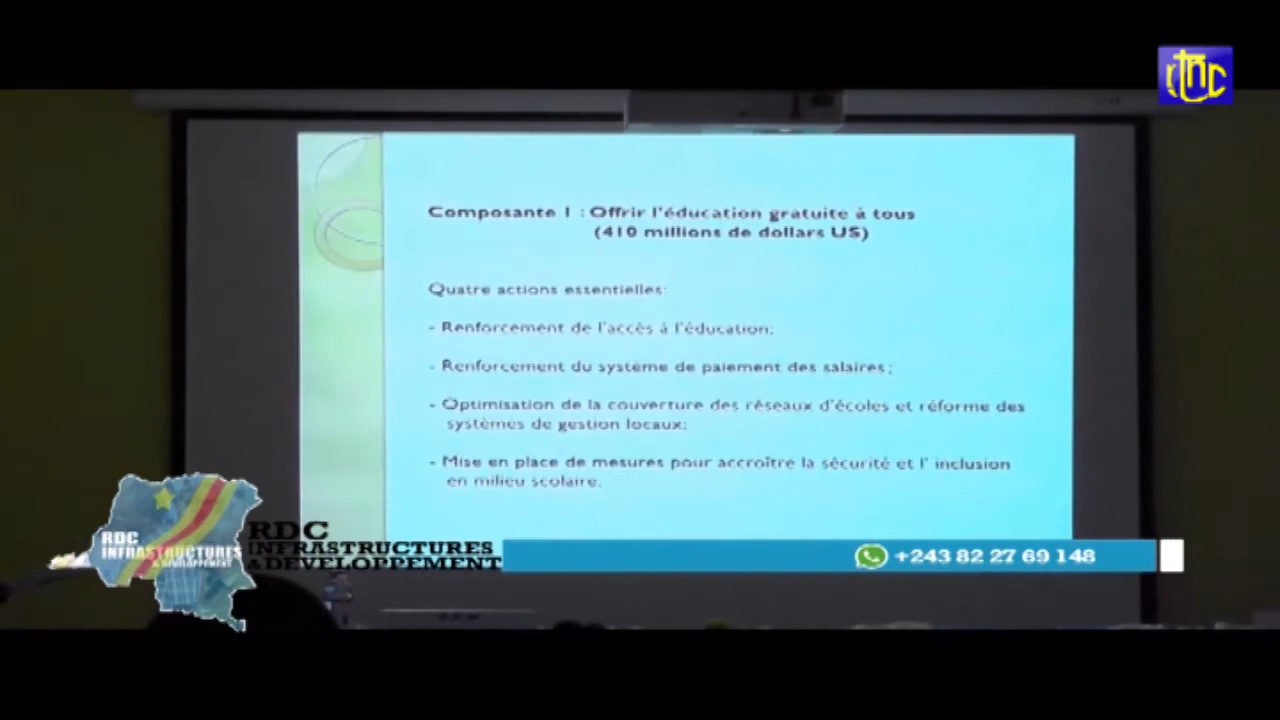 RTNC
Composante 1 : Offrir l'éducation gratuite à tous
(410 millions de dollars US)
Quatre actions essentielles:
- Renforcement de l'accès à l'éducation;
- Renforcement du système de paiement des salaires;
- Optimisation de la couverture des réseaux d'écoles et réforme des
systèmes de gestion locaux;
- Mise en place de mesures pour accroître la sécurité et l' inclusion
en milieu scolaire.
RDC
INFRASTRUCTURES
& DEVELOPPEMENT
RDC
INFRASTRUCTURES
& DEVELOPPEMENT
+243 82 27 69 148